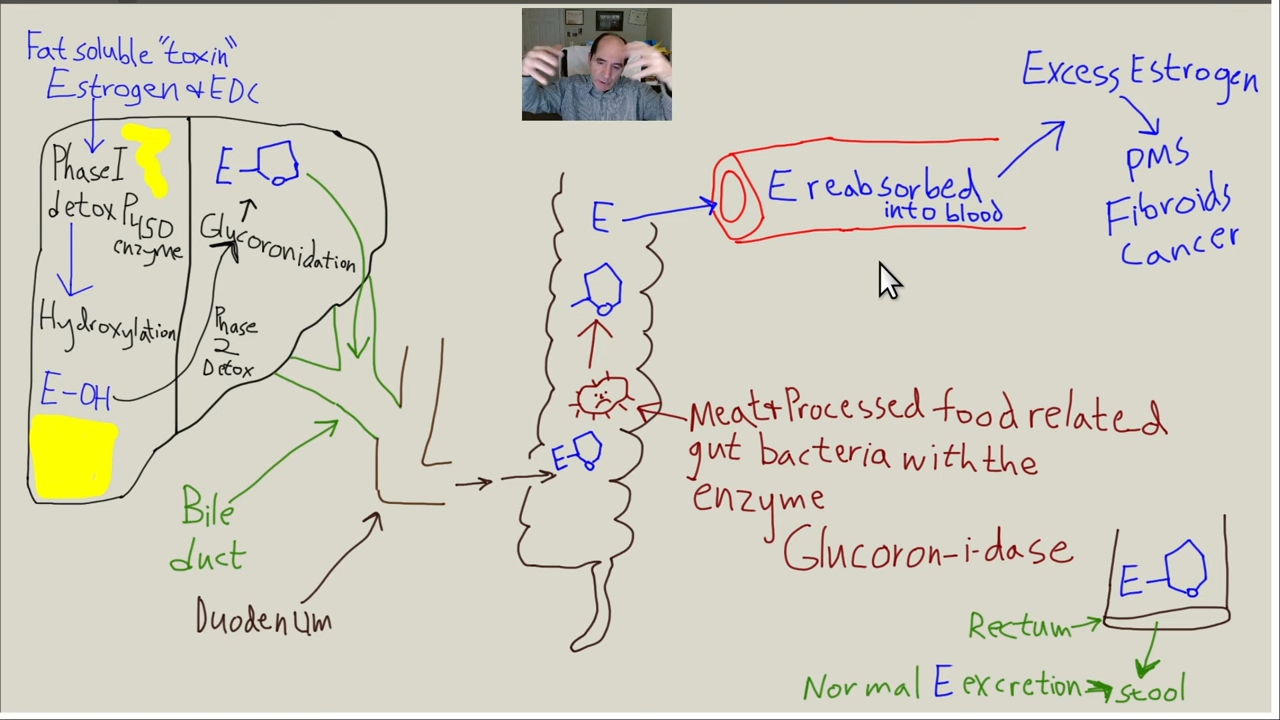 Fat soluble "toxin"
Estrogen & EDC
Phase I
detox P450
enzyme
Hydroxylation
E-OH
E
Glucoronidation
Phase
2
Detox
Bile
duct
Duodenum
E
E
E reabsorbed
into blood
Excess Estrogen
PMS
Fibroids
Cancer
Meat & Processed food related
gut bacteria with the
enzyme
Glucoron-i-dase
E
Rectum
Normal E excretion
stool